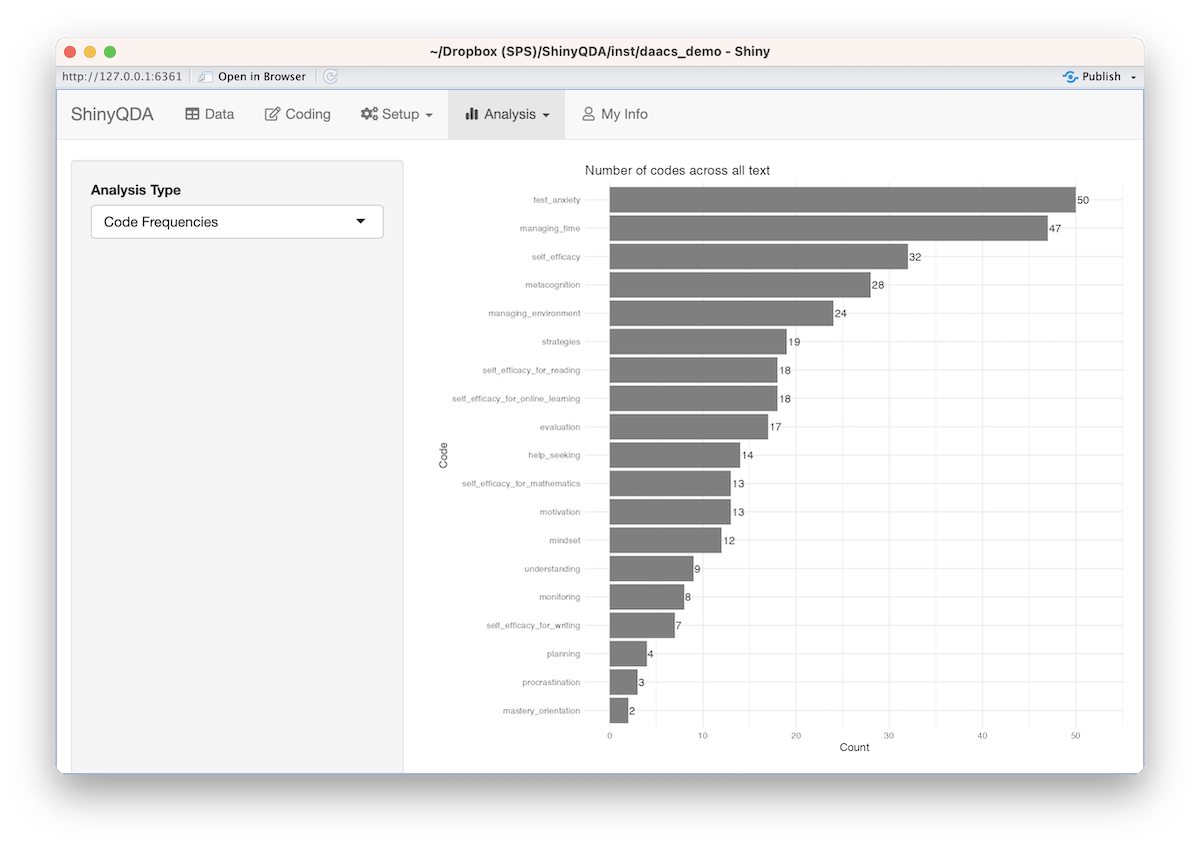 ~/Dropbox (SPS)/ShinyQDA/inst/daacs_demo - Shiny
http://127.0.0.1:6361 Open in Browser Publish
ShinyQDA Data Coding Setup Analysis My Info
Analysis Type
Code Frequencies
Number of codes across all text
test_anxiety 50
managing_time 47
self_efficacy 32
metacognition 28
managing_environment 24
strategies 19
self_efficacy_for_reading 18
self_efficacy_for_online_learning 18
evaluation 17
help_seeking 14
self_efficacy_for_mathematics 13
motivation 13
mindset 12
understanding 9
monitoring 8
self_efficacy_for_writing 7
planning 4
procrastination 3
mastery_orientation 2
Code
0 10 20 30 40 50
Count